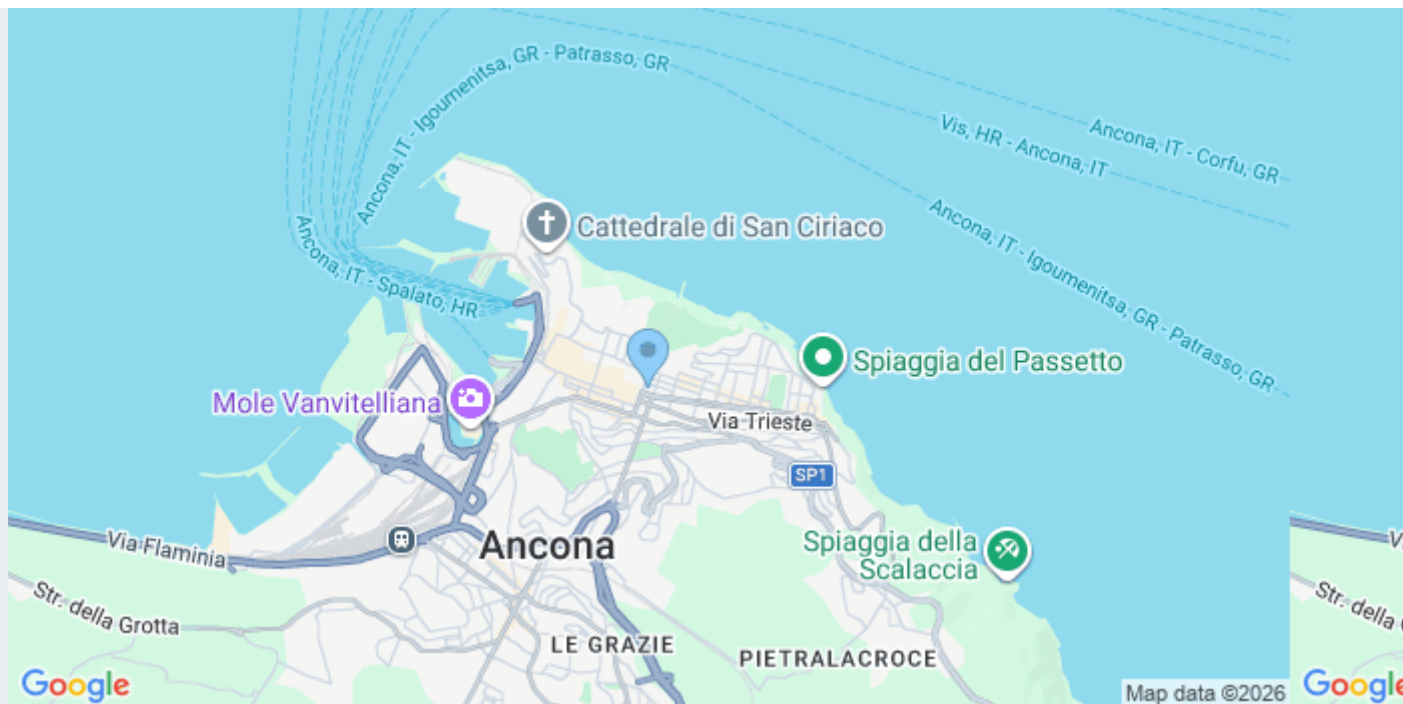 Ancona, IT - Igoumenitsa, GR - Patrasso, GR
Vis, HR - Ancona, IT
Ancona, IT - Corfu, GR
Ancona, IT - Igoumenitsa, GR - Patrasso, GR
Ancona, IT - Spalato, HR
Cattedrale di San Ciriaco
Spiaggia del Passetto
Mole Vanvitelliana
Via Trieste
SP1
Via Flaminia
Ancona
Spiaggia della
Scalaccia
Str. della Grotta
Str. della
LE GRAZIE
PIETRALACROCE
Google
Map data ©2026
Google